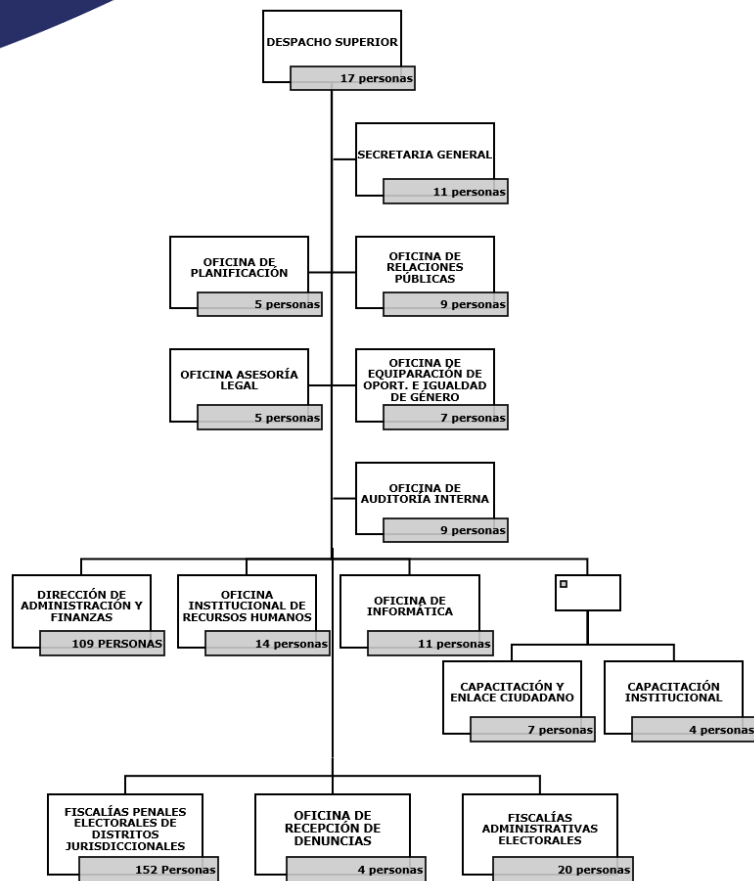 DESPACHO SUPERIOR
17 personas
SECRETARIA GENERAL
11 personas
OFICINA DE
PLANIFICACIÓN
5 personas
OFICINA DE
RELACIONES
PÚBLICAS
9 personas
OFICINA ASESORÍA
LEGAL
5 personas
OFICINA DE
EQUIPARACIÓN DE
OPORT. E IGUALDAD
DE GÉNERO
7 personas
OFICINA DE
AUDITORÍA INTERNA
9 personas
DIRECCIÓN DE
ADMINISTRACIÓN Y
FINANZAS
109 PERSONAS
OFICINA
INSTITUCIONAL DE
RECURSOS HUMANOS
14 personas
OFICINA DE
INFORMÁTICA
11 personas
CAPACITACIÓN Y
ENLACE CIUDADANO
7 personas
CAPACITACIÓN
INSTITUCIONAL
4 personas
FISCALÍAS PENALES
ELECTORALES DE
DISTRITOS
JURISDICCIONALES
152 Personas
OFICINA DE
RECEPCIÓN DE
DENUNCIAS
4 personas
FISCALÍAS
ADMINISTRATIVAS
ELECTORALES
20 personas